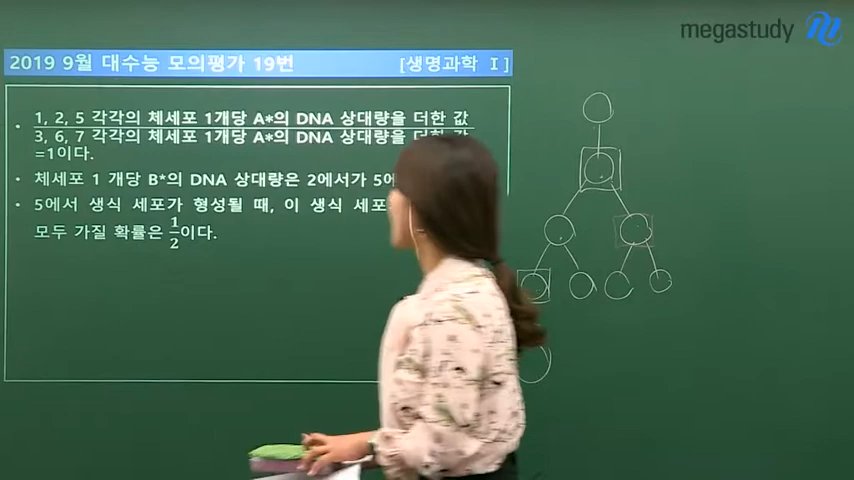 megastudy
2019 9월 대수능 모의평가 19번 [생명과학 I]
1, 2, 5 각각의 체세포 1개당 A*의 DNA 상대량을 더한 값
3, 6, 7 각각의 체세포 1개당 A*의 DNA 상대량을 더한 값
=1이다.
• 체세포 1 개당 B*의 DNA 상대량은 2에서가 5에
• 5에서 생식 세포가 형성될 때, 이 생식 세포
모두 가질 확률은 1/2이다.